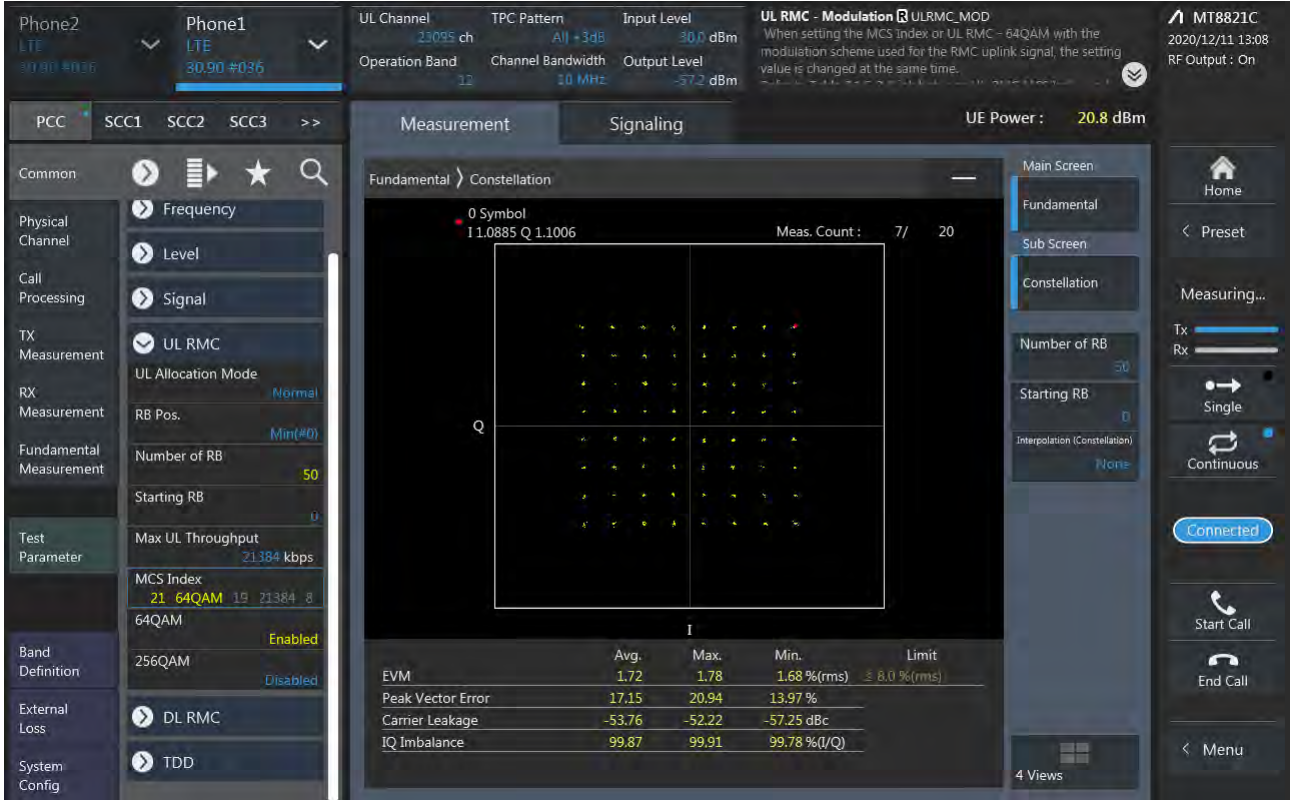 Phone2
LTE
30.90 #036
Phone1
LTE
30.90 #036
UL Channel
23095 ch
TPC Pattern
All +3dB
Input Level
30.0 dBm
Operation Band
12
Channel Bandwidth
10 MHz
Output Level
-57.2 dBm
UL RMC - Modulation R ULRMC_MOD
When setting the MCS Index or UL RMC - 64QAM with the
modulation scheme used for the RMC uplink signal, the setting
value is changed at the same time.
MT8821C
2020/12/11 13:08
RF Output : On
PCC
SCC1
SCC2
SCC3
>>
Measurement
Signaling
UE Power : 20.8 dBm
Common
Physical
Channel
Call
Processing
TX
Measurement
RX
Measurement
Fundamental
Measurement
Test
Parameter
Band
Definition
External
Loss
System
Config
Frequency
Level
Signal
UL RMC
UL Allocation Mode
Normal
RB Pos.
Min(#0)
Number of RB
50
Starting RB
0
Max UL Throughput
21384 kbps
MCS Index
21 64QAM 19 21384 8
64QAM
Enabled
256QAM
Disabled
DL RMC
TDD
Fundamental > Constellation
0 Symbol
I 1.0885 Q 1.1006
Meas. Count : 7/ 20
Q
I
Avg. Max. Min. Limit
EVM 1.72 1.78 1.68 %(rms) ≤ 8.0 %(rms)
Peak Vector Error 17.15 20.94 13.97 %
Carrier Leakage -53.76 -52.22 -57.25 dBc
IQ Imbalance 99.87 99.91 99.78 %(I/Q)
Main Screen
Fundamental
Sub Screen
Constellation
Number of RB
50
Starting RB
0
Interpolation (Constellation)
None
4 Views
Home
< Preset
Measuring...
Tx
Rx
Single
Continuous
Connected
Start Call
End Call
< Menu